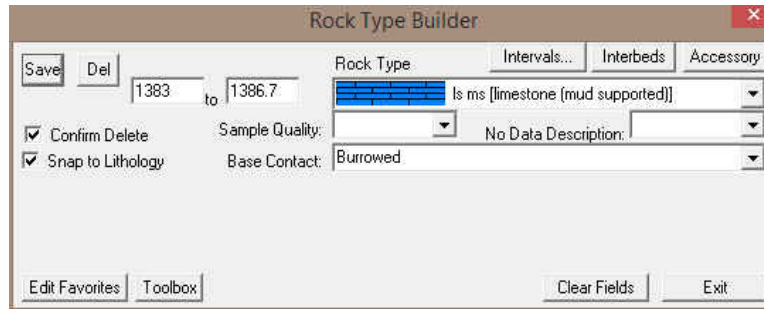 Rock Type Builder
Save Del Rock Type Intervals... Interbeds Accessory
1383 to 1386.7 ls ms [limestone (mud supported)]
Confirm Delete Sample Quality: No Data Description:
Snap to Lithology Base Contact: Burrowed
Edit Favorites Toolbox Clear Fields Exit